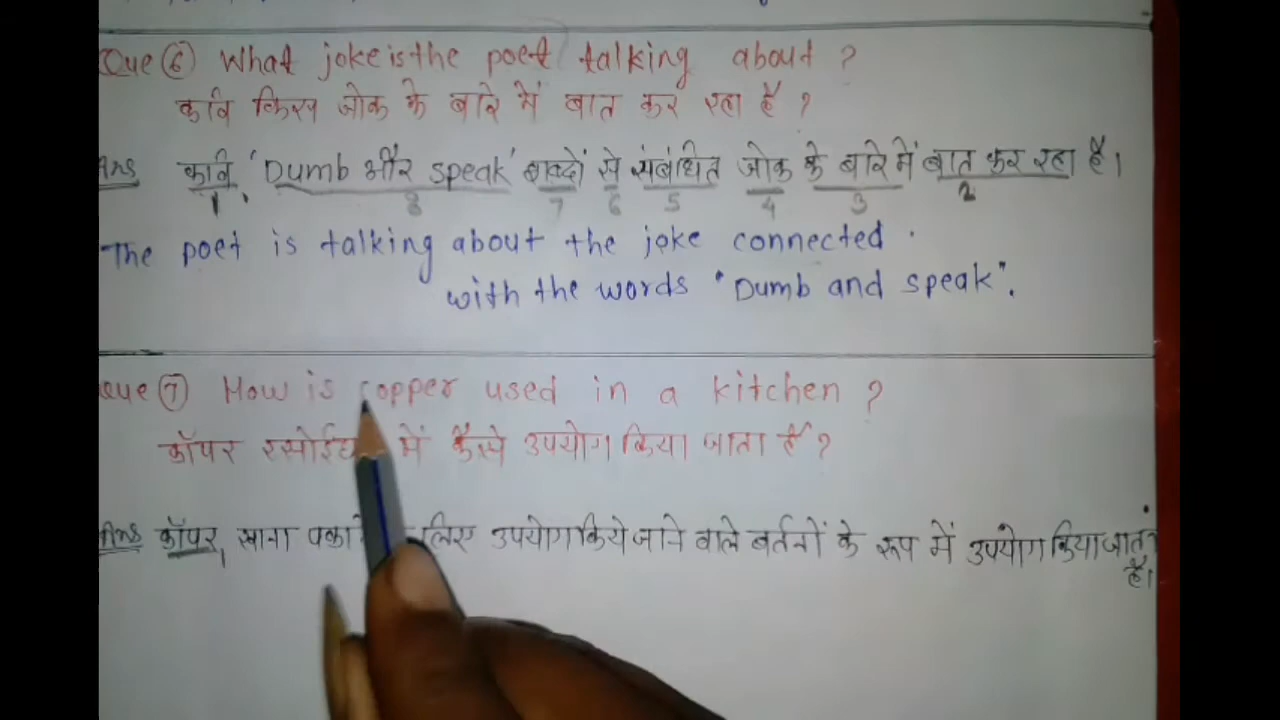 Que ⑥ What joke is the poet talking about ?
कवि किस जोक के बारे में बात कर रहा है ?
Ans कवि 'Dumb और speak' शब्दों से संबंधित जोक के बारे में बात कर रहा है।
1 8 7 6 5 4 3 2
The poet is talking about the joke connected
with the words "Dumb and speak".
Que ⑦ How is copper used in a kitchen ?
कॉपर रसोईघर में कैसे उपयोग किया जाता है ?
Ans कॉपर खाना पकाने लिए उपयोग किये जाने वाले बर्तनों के रूप में उपयोग किया जाता
1
है।